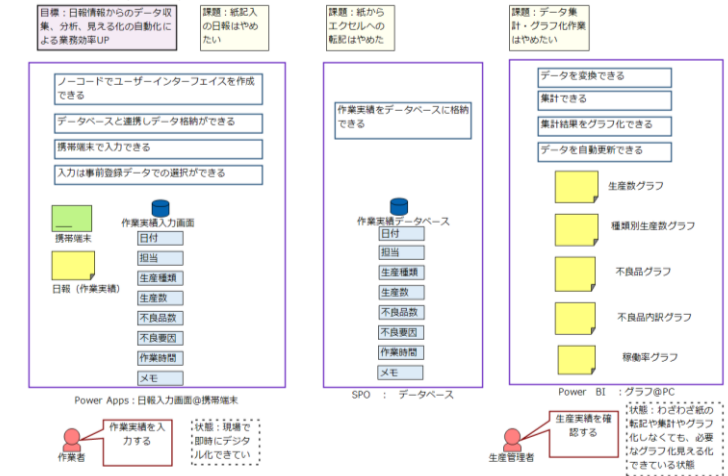 目標：日報情報からのデータ収
集、分析、見える化の自動化に
よる業務効率UP
課題：紙記入
の日報はやめ
たい
課題：紙から
エクセルへの
転記はやめた
課題：データ集
計・グラフ化作業
はやめたい
ノーコードでユーザーインターフェイスを作成
できる
データベースと連携しデータ格納ができる
携帯端末で入力できる
入力は事前登録データでの選択ができる
携帯端末
日報（作業実績）
作業実績入力画面
日付
担当
生産種類
生産数
不良品数
不良要因
作業時間
メモ
Power Apps：日報入力画面@携帯端末
作業実績をデータベースに格納
できる
作業実績データベース
日付
担当
生産種類
生産数
不良品数
不良要因
作業時間
メモ
SPO ： データベース
データを変換できる
集計できる
集計結果をグラフ化できる
データを自動更新できる
生産数グラフ
種類別生産数グラフ
不良品グラフ
不良品内訳グラフ
稼働率グラフ
Power BI ：グラフ@PC
作業者
作業実績を入
力する
状態：現場で
即時にデジタ
ル化できてい
生産管理者
生産実績を確
認する
状態：わざわざ紙の
転記や集計やグラフ
化しなくても、必要
なグラフ化見える化
できている状態